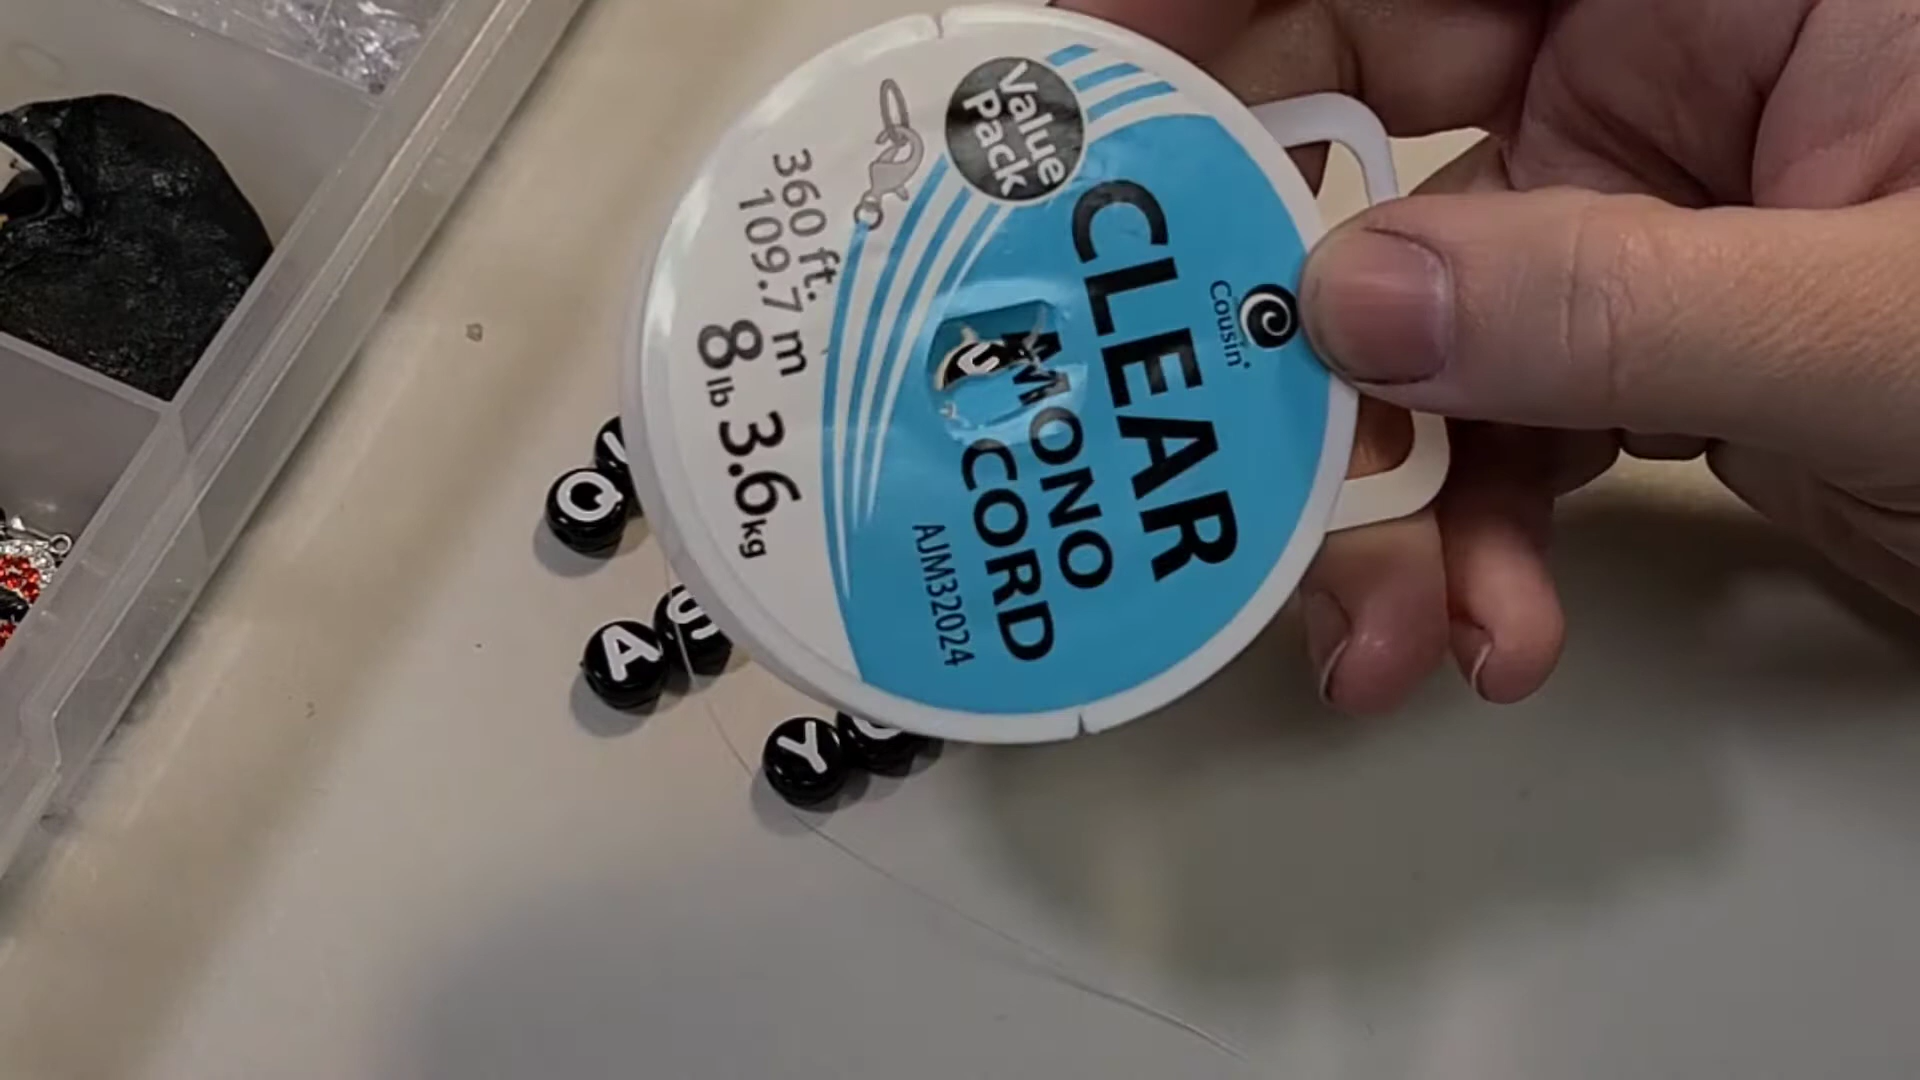 Value
Pack
Cousin
CLEAR
MONO
CORD
AJM32024
360 ft.
109.7 m
8 lb 3.6 kg
Q
A
Y